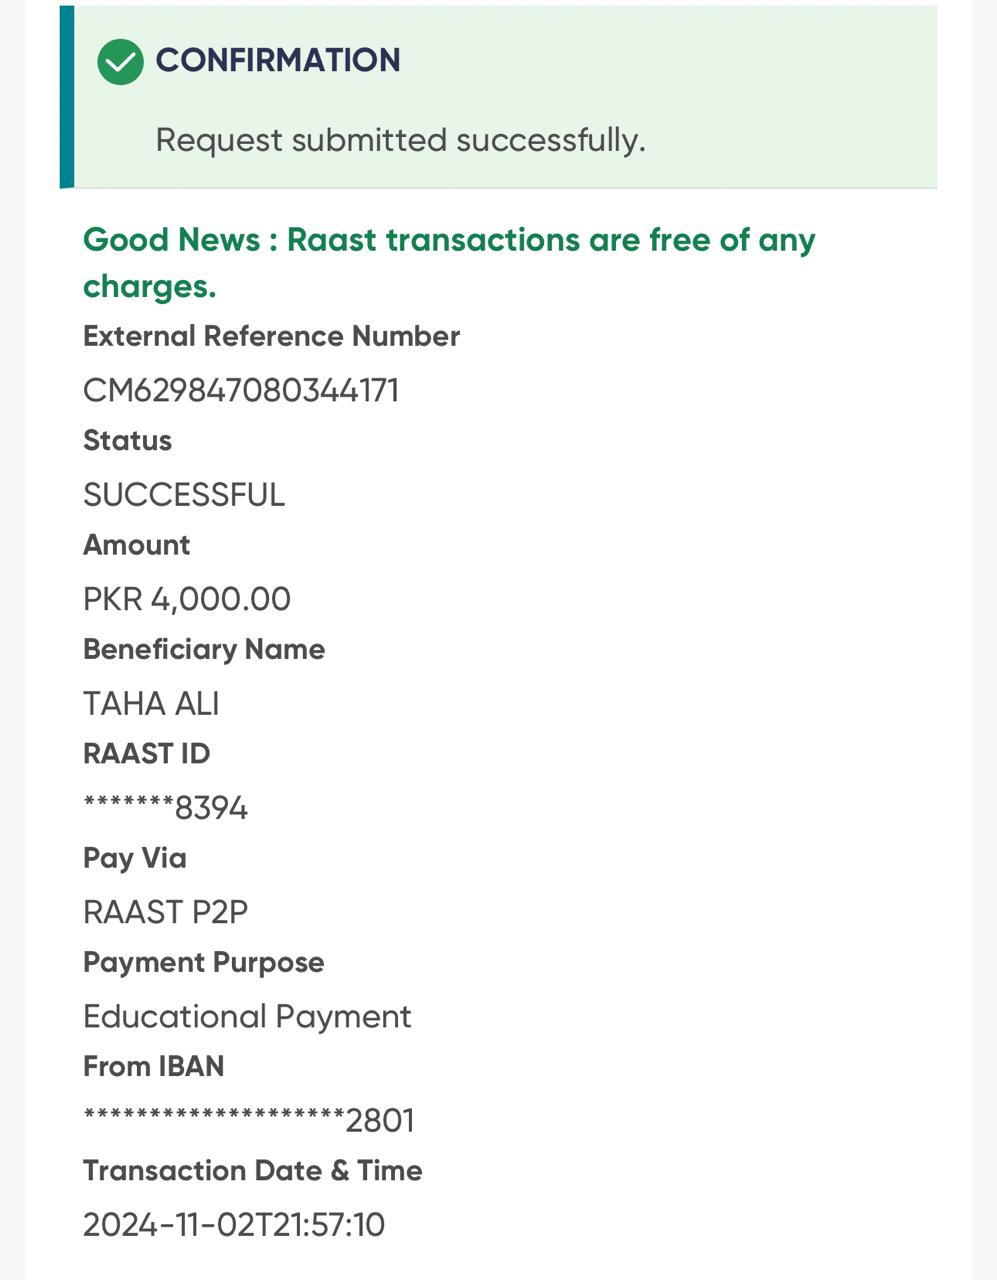 CONFIRMATION
Request submitted successfully.
Good News : Raast transactions are free of any
charges.
External Reference Number
CM629847080344171
Status
SUCCESSFUL
Amount
PKR 4,000.00
Beneficiary Name
TAHA ALI
RAAST ID
*******8394
Pay Via
RAAST P2P
Payment Purpose
Educational Payment
From IBAN
********************2801
Transaction Date & Time
2024-11-02T21:57:10